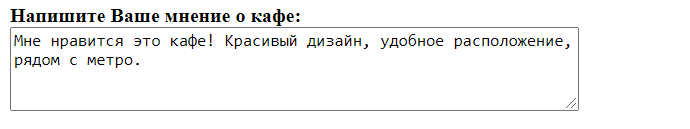 Напишите Ваше мнение о кафе:
Мне нравится это кафе! Красивый дизайн, удобное расположение,
рядом с метро.